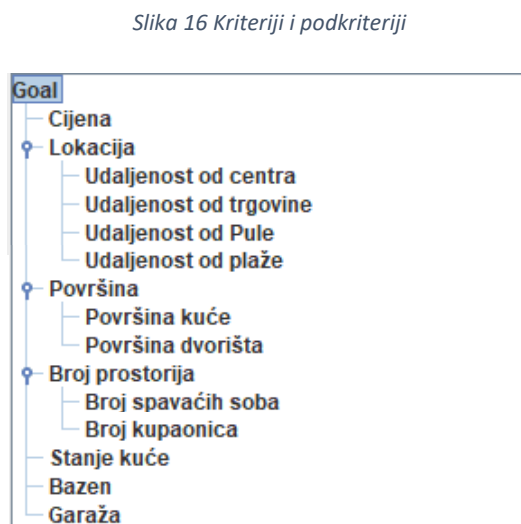 Slika 16 Kriteriji i podkriteriji
Goal
Cijena
Lokacija
Udaljenost od centra
Udaljenost od trgovine
Udaljenost od Pule
Udaljenost od plaže
Površina
Površina kuće
Površina dvorišta
Broj prostorija
Broj spavaćih soba
Broj kupaonica
Stanje kuće
Bazen
Garaža